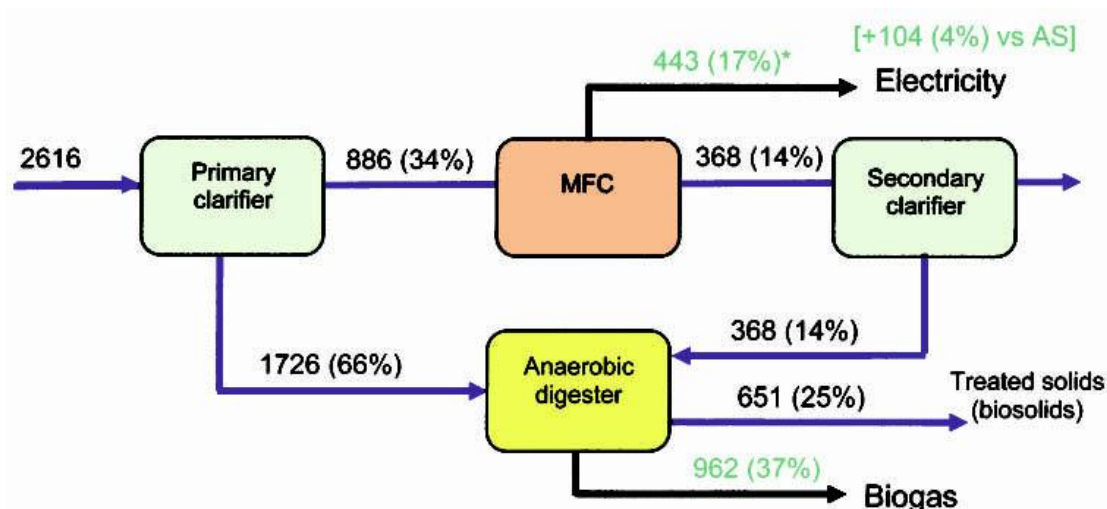 [+104 (4%) vs AS]
443 (17%)*
Electricity
2616
Primary
clarifier
886 (34%)
MFC
368 (14%)
Secondary
clarifier
368 (14%)
1726 (66%)
Anaerobic
digester
651 (25%)
Treated solids
(biosolids)
962 (37%)
Biogas